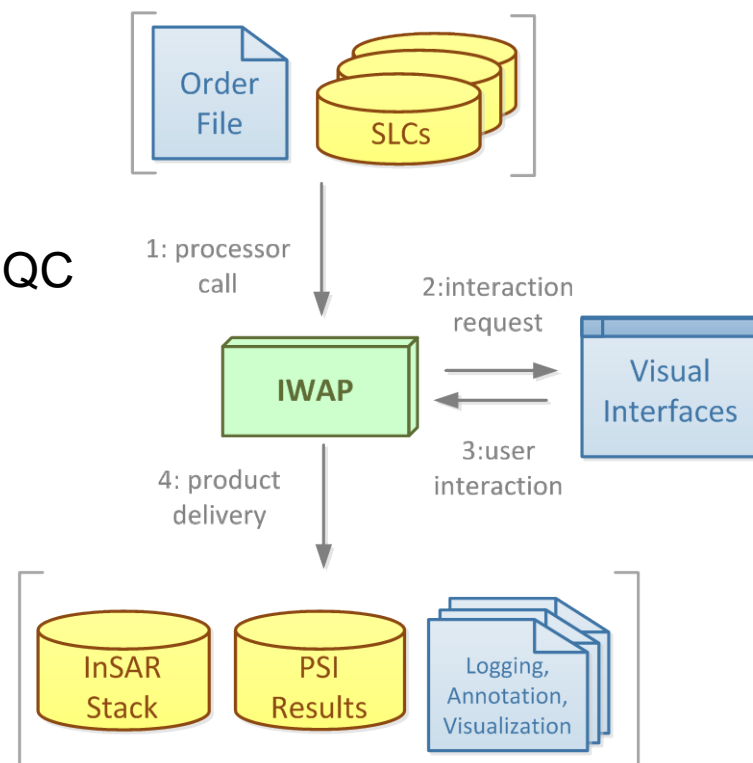 Order
File
SLCs
1: processor
call
QC
2:interaction
request
IWAP
Visual
Interfaces
3:user
interaction
4: product
delivery
InSAR
Stack
PSI
Results
Logging,
Annotation,
Visualization